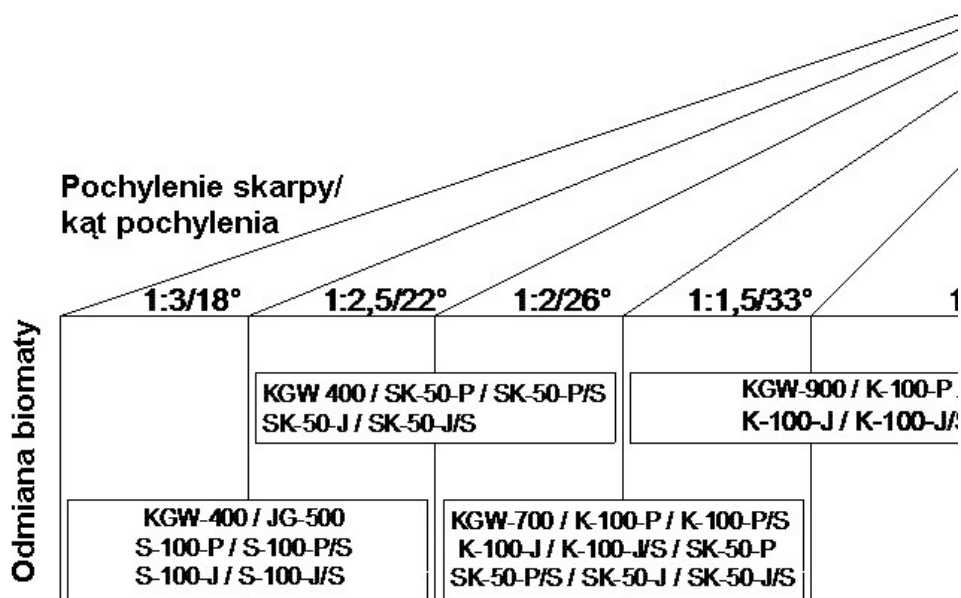 Pochylenie skarpy/
kąt pochylenia
1:3/18° 1:2,5/22° 1:2/26° 1:1,5/33° 1
Odmiana biomaty
KGW 400 / SK-50-P / SK-50-P/S
SK-50-J / SK-50-J/S
KGW-900 / K-100-P /
K-100-J / K-100-J/S
KGW-400 / JG-500
S-100-P / S-100-P/S
S-100-J / S-100-J/S
KGW-700 / K-100-P / K-100-P/S
K-100-J / K-100-J/S / SK-50-P
SK-50-P/S / SK-50-J / SK-50-J/S